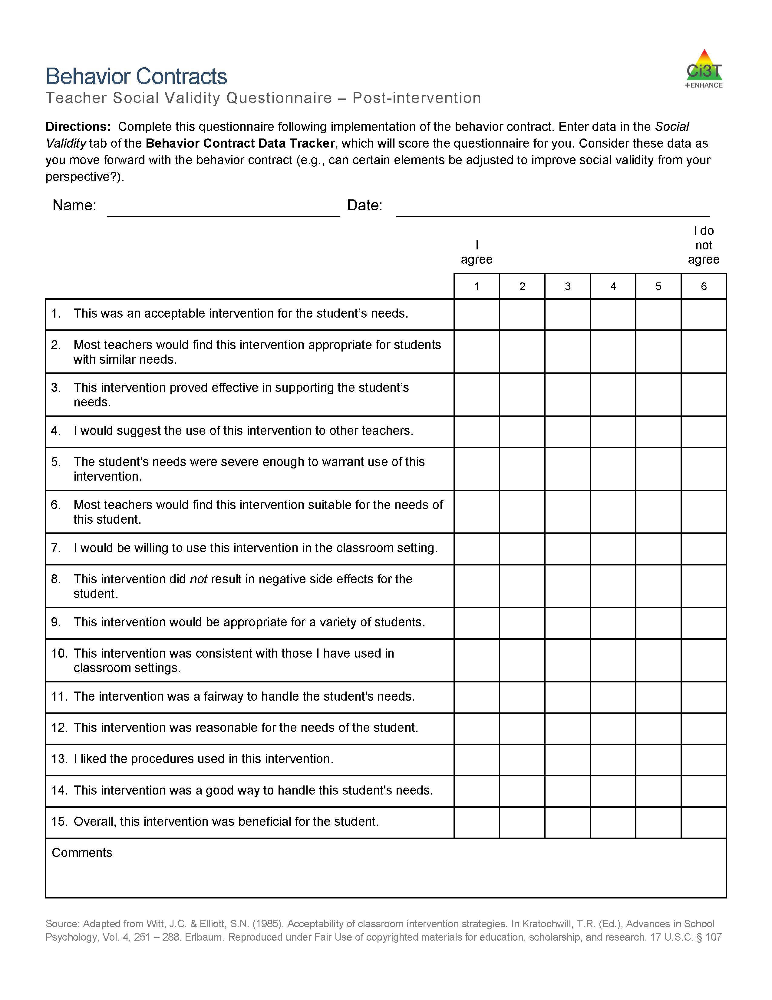 Ci3T
+ENHANCE
Behavior Contracts
Teacher Social Validity Questionnaire – Post-intervention
Directions:  Complete this questionnaire following implementation of the behavior contract. Enter data in the Social
Validity tab of the Behavior Contract Data Tracker, which will score the questionnaire for you. Consider these data as
you move forward with the behavior contract (e.g., can certain elements be adjusted to improve social validity from your
perspective?).
Name: Date:
I
agree
I do
not
agree
1 2 3 4 5 6
1. This was an acceptable intervention for the student’s needs.
2. Most teachers would find this intervention appropriate for students
with similar needs.
3. This intervention proved effective in supporting the student’s
needs.
4. I would suggest the use of this intervention to other teachers.
5. The student's needs were severe enough to warrant use of this
intervention.
6. Most teachers would find this intervention suitable for the needs of
this student.
7. I would be willing to use this intervention in the classroom setting.
8. This intervention did not result in negative side effects for the
student.
9. This intervention would be appropriate for a variety of students.
10. This intervention was consistent with those I have used in
classroom settings.
11. The intervention was a fairway to handle the student's needs.
12. This intervention was reasonable for the needs of the student.
13. I liked the procedures used in this intervention.
14. This intervention was a good way to handle this student's needs.
15. Overall, this intervention was beneficial for the student.
Comments
Source: Adapted from Witt, J.C. & Elliott, S.N. (1985). Acceptability of classroom intervention strategies. In Kratochwill, T.R. (Ed.), Advances in School
Psychology, Vol. 4, 251 – 288. Erlbaum. Reproduced under Fair Use of copyrighted materials for education, scholarship, and research. 17 U.S.C. § 107